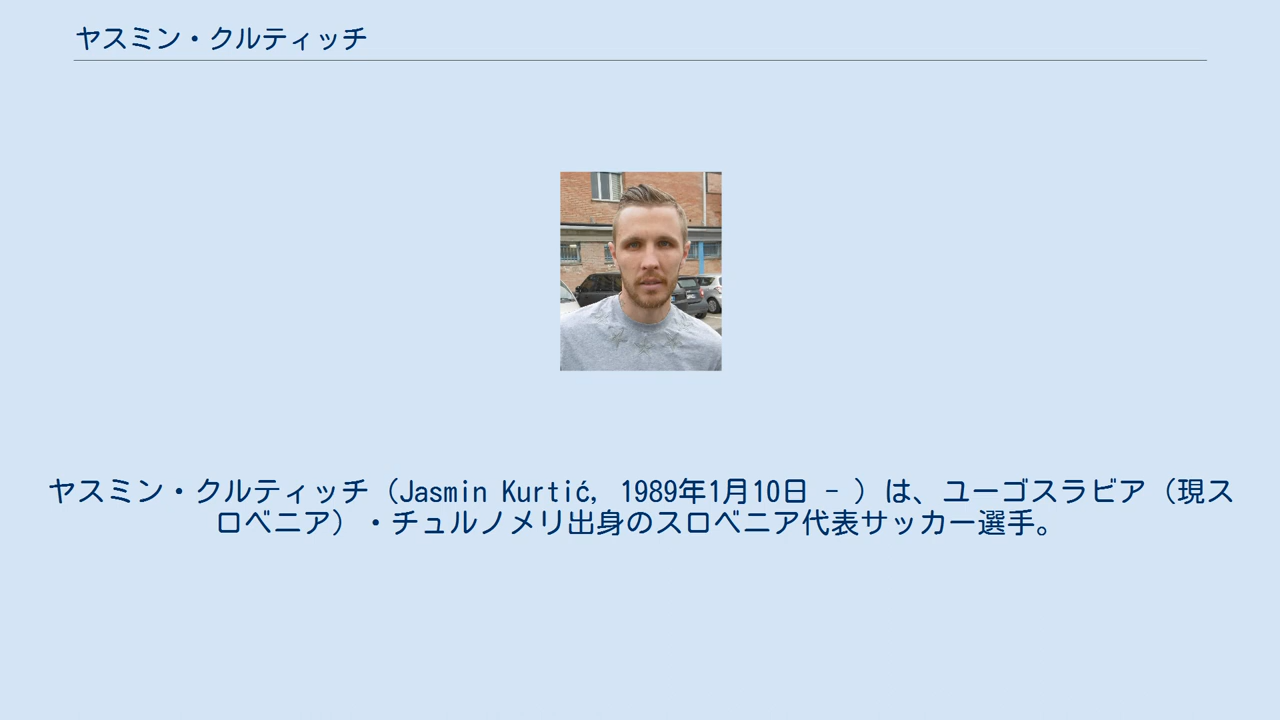 ヤスミン・クルティッチ
ヤスミン・クルティッチ（Jasmin Kurtić, 1989年1月10日 - ）は、ユーゴスラビア（現ス
ロベニア）・チュルノメリ出身のスロベニア代表サッカー選手。